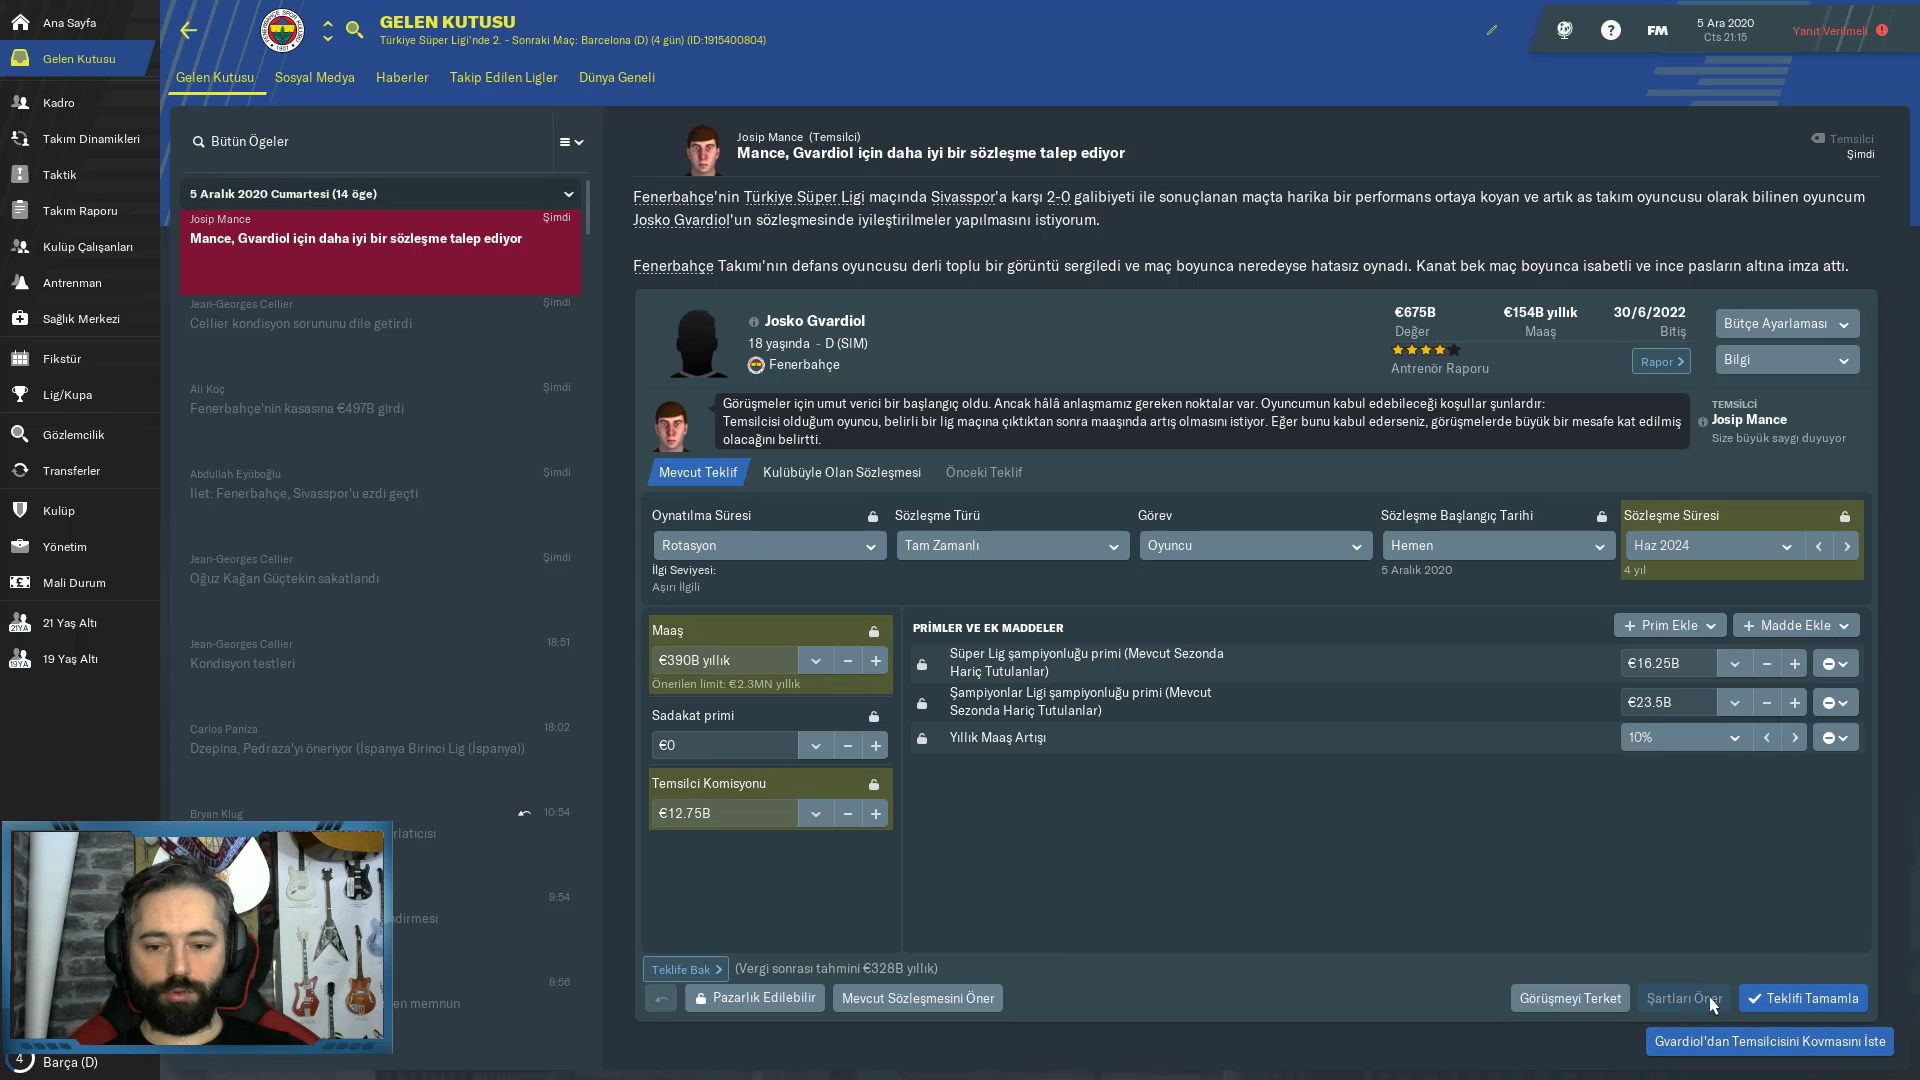 Ana Sayfa
Gelen Kutusu
Kadro
Takım Dinamikleri
Taktik
Takım Raporu
Kulüp Çalışanları
Antrenman
Sağlık Merkezi
Fikstür
Lig/Kupa
Gözlemcilik
Transferler
Kulüp
Yönetim
Mali Durum
21YA
21 Yaş Altı
19YA
19 Yaş Altı
4
Barça (D)
GELEN KUTUSU
Türkiye Süper Ligi'nde 2. - Sonraki Maç: Barcelona (D) (4 gün) (ID:1915400804)
FM
5 Ara 2020
Cts 21:15
Yanıt Verilmeli
Gelen Kutusu
Sosyal Medya
Haberler
Takip Edilen Ligler
Dünya Geneli
Bütün Ögeler
5 Aralık 2020 Cumartesi (14 öge)
Josip Mance
Şimdi
Mance, Gvardiol için daha iyi bir sözleşme talep ediyor
Jean-Georges Cellier
Şimdi
Cellier kondisyon sorununu dile getirdi
Ali Koç
Şimdi
Fenerbahçe'nin kasasına €497B girdi
Abdullah Eyüboğlu
Şimdi
İlet: Fenerbahçe, Sivasspor'u ezdi geçti
Jean-Georges Cellier
Şimdi
Oğuz Kağan Güçtekin sakatlandı
Jean-Georges Cellier
18:51
Kondisyon testleri
Carlos Paniza
18:02
Dzepina, Pedraza'yı öneriyor (İspanya Birinci Lig (İspanya))
Bryan Klug
10:54
rlatıcısı
9:54
dirmesi
8:56
en memnun
Josip Mance (Temsilci)
Mance, Gvardiol için daha iyi bir sözleşme talep ediyor
Temsilci
Şimdi
Fenerbahçe'nin Türkiye Süper Ligi maçında Sivasspor'a karşı 2-0 galibiyeti ile sonuçlanan maçta harika bir performans ortaya koyan ve artık as takım oyuncusu olarak bilinen oyuncum
Josko Gvardiol'un sözleşmesinde iyileştirilmeler yapılmasını istiyorum.
Fenerbahçe Takımı'nın defans oyuncusu derli toplu bir görüntü sergiledi ve maç boyunca neredeyse hatasız oynadı. Kanat bek maç boyunca isabetli ve ince pasların altına imza attı.
Josko Gvardiol
18 yaşında - D (SIM)
Fenerbahçe
€675B
Değer
€154B yıllık
Maaş
30/6/2022
Bitiş
Antrenör Raporu
Rapor
Bütçe Ayarlaması
Bilgi
Görüşmeler için umut verici bir başlangıç oldu. Ancak hâlâ anlaşmamız gereken noktalar var. Oyuncumun kabul edebileceği koşullar şunlardır:
Temsilcisi olduğum oyuncu, belirli bir lig maçına çıktıktan sonra maaşında artış olmasını istiyor. Eğer bunu kabul ederseniz, görüşmelerde büyük bir mesafe kat edilmiş
olacağını belirtti.
TEMSİLCİ
Josip Mance
Size büyük saygı duyuyor
Mevcut Teklif
Kulübüyle Olan Sözleşmesi
Önceki Teklif
Oynatılma Süresi
Rotasyon
İlgi Seviyesi:
Aşırı İlgili
Sözleşme Türü
Tam Zamanlı
Görev
Oyuncu
Sözleşme Başlangıç Tarihi
Hemen
5 Aralık 2020
Sözleşme Süresi
Haz 2024
4 yıl
Maaş
€390B yıllık
Önerilen limit: €2.3MN yıllık
Sadakat primi
€0
Temsilci Komisyonu
€12.75B
PRİMLER VE EK MADDELER
Prim Ekle
Madde Ekle
Süper Lig şampiyonluğu primi (Mevcut Sezonda
Hariç Tutulanlar)
€16.25B
Şampiyonlar Ligi şampiyonluğu primi (Mevcut
Sezonda Hariç Tutulanlar)
€23.5B
Yıllık Maaş Artışı
10%
Teklife Bak
(Vergi sonrası tahmini €328B yıllık)
Pazarlık Edilebilir
Mevcut Sözleşmesini Öner
Görüşmeyi Terket
Şartları Öner
Teklifi Tamamla
Gvardiol'dan Temsilcisini Kovmasını İste